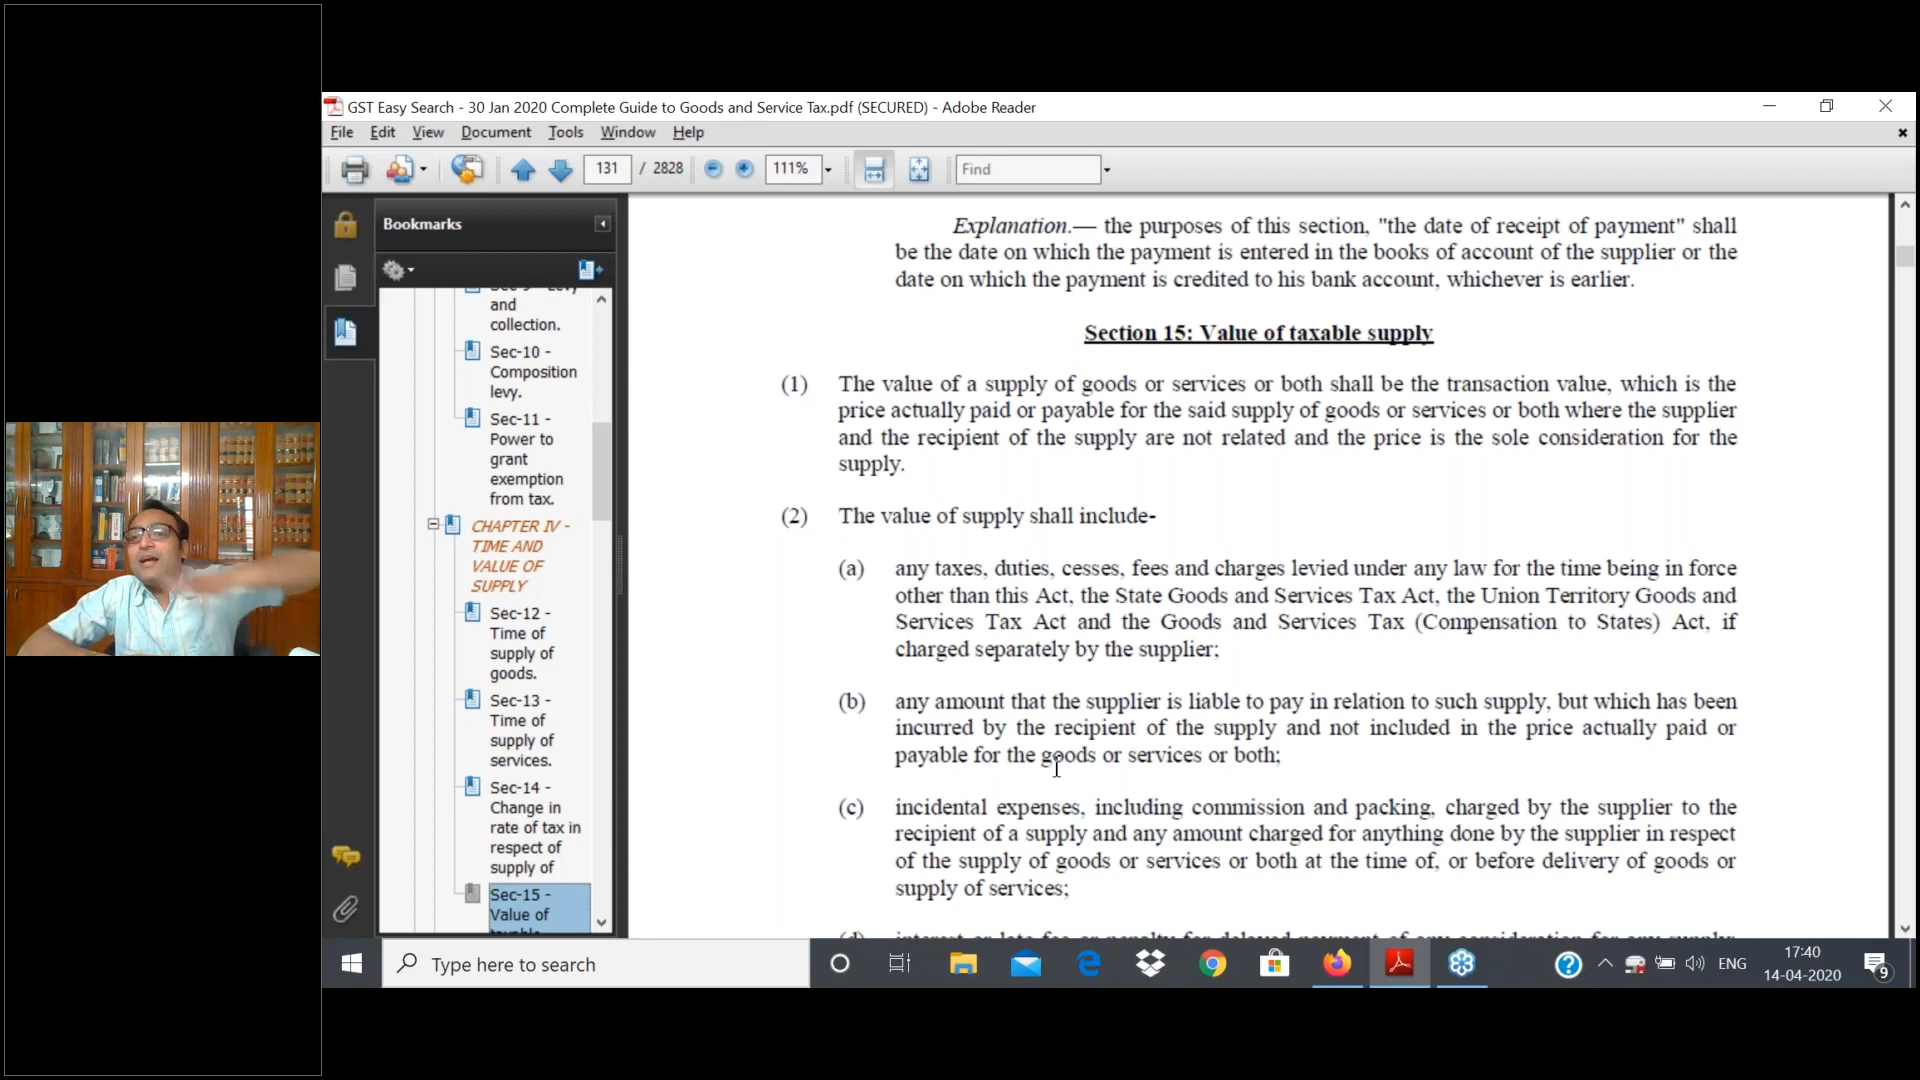 GST Easy Search - 30 Jan 2020 Complete Guide to Goods and Service Tax.pdf (SECURED) - Adobe Reader
File Edit View Document Tools Window Help
131 / 2828 111% Find
Bookmarks
and
collection.
Sec-10 -
Composition
levy.
Sec-11 -
Power to
grant
exemption
from tax.
CHAPTER IV -
TIME AND
VALUE OF
SUPPLY
Sec-12 -
Time of
supply of
goods.
Sec-13 -
Time of
supply of
services.
Sec-14 -
Change in
rate of tax in
respect of
supply of
Sec-15 -
Value of
Explanation.— the purposes of this section, "the date of receipt of payment" shall
be the date on which the payment is entered in the books of account of the supplier or the
date on which the payment is credited to his bank account, whichever is earlier.
Section 15: Value of taxable supply
(1) The value of a supply of goods or services or both shall be the transaction value, which is the
price actually paid or payable for the said supply of goods or services or both where the supplier
and the recipient of the supply are not related and the price is the sole consideration for the
supply.
(2) The value of supply shall include-
(a) any taxes, duties, cesses, fees and charges levied under any law for the time being in force
other than this Act, the State Goods and Services Tax Act, the Union Territory Goods and
Services Tax Act and the Goods and Services Tax (Compensation to States) Act, if
charged separately by the supplier;
(b) any amount that the supplier is liable to pay in relation to such supply, but which has been
incurred by the recipient of the supply and not included in the price actually paid or
payable for the goods or services or both;
(c) incidental expenses, including commission and packing, charged by the supplier to the
recipient of a supply and any amount charged for anything done by the supplier in respect
of the supply of goods or services or both at the time of, or before delivery of goods or
supply of services;
Type here to search
ENG
17:40
14-04-2020
9